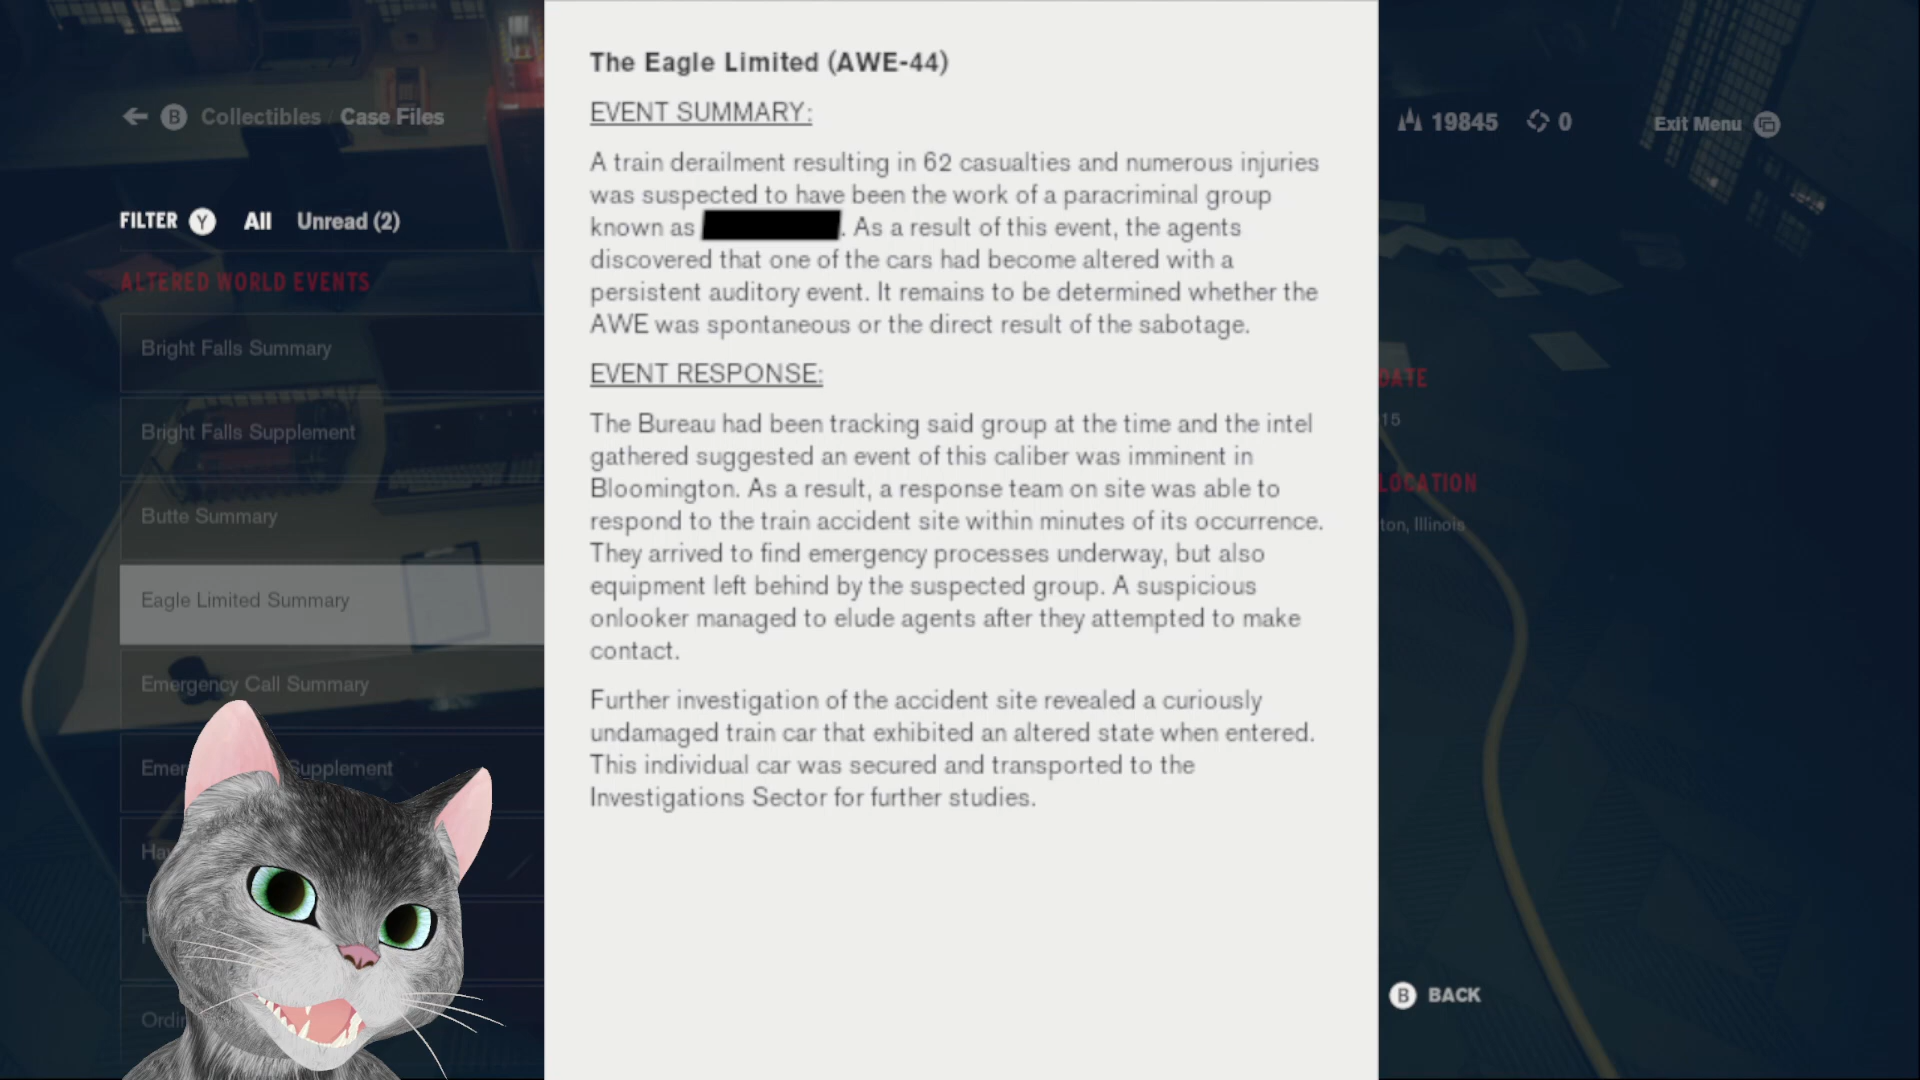 Collectibles / Case Files
FILTER Y All Unread (2)
ALTERED WORLD EVENTS
Bright Falls Summary
Bright Falls Supplement
Butte Summary
Eagle Limited Summary
Emergency Call Summary
Supplement
The Eagle Limited (AWE-44)
EVENT SUMMARY:
A train derailment resulting in 62 casualties and numerous injuries
was suspected to have been the work of a paracriminal group
known as . As a result of this event, the agents
discovered that one of the cars had become altered with a
persistent auditory event. It remains to be determined whether the
AWE was spontaneous or the direct result of the sabotage.
EVENT RESPONSE:
The Bureau had been tracking said group at the time and the intel
gathered suggested an event of this caliber was imminent in
Bloomington. As a result, a response team on site was able to
respond to the train accident site within minutes of its occurrence.
They arrived to find emergency processes underway, but also
equipment left behind by the suspected group. A suspicious
onlooker managed to elude agents after they attempted to make
contact.
Further investigation of the accident site revealed a curiously
undamaged train car that exhibited an altered state when entered.
This individual car was secured and transported to the
Investigations Sector for further studies.
19845 0 Exit Menu
DATE
15
LOCATION
ton, Illinois
B BACK